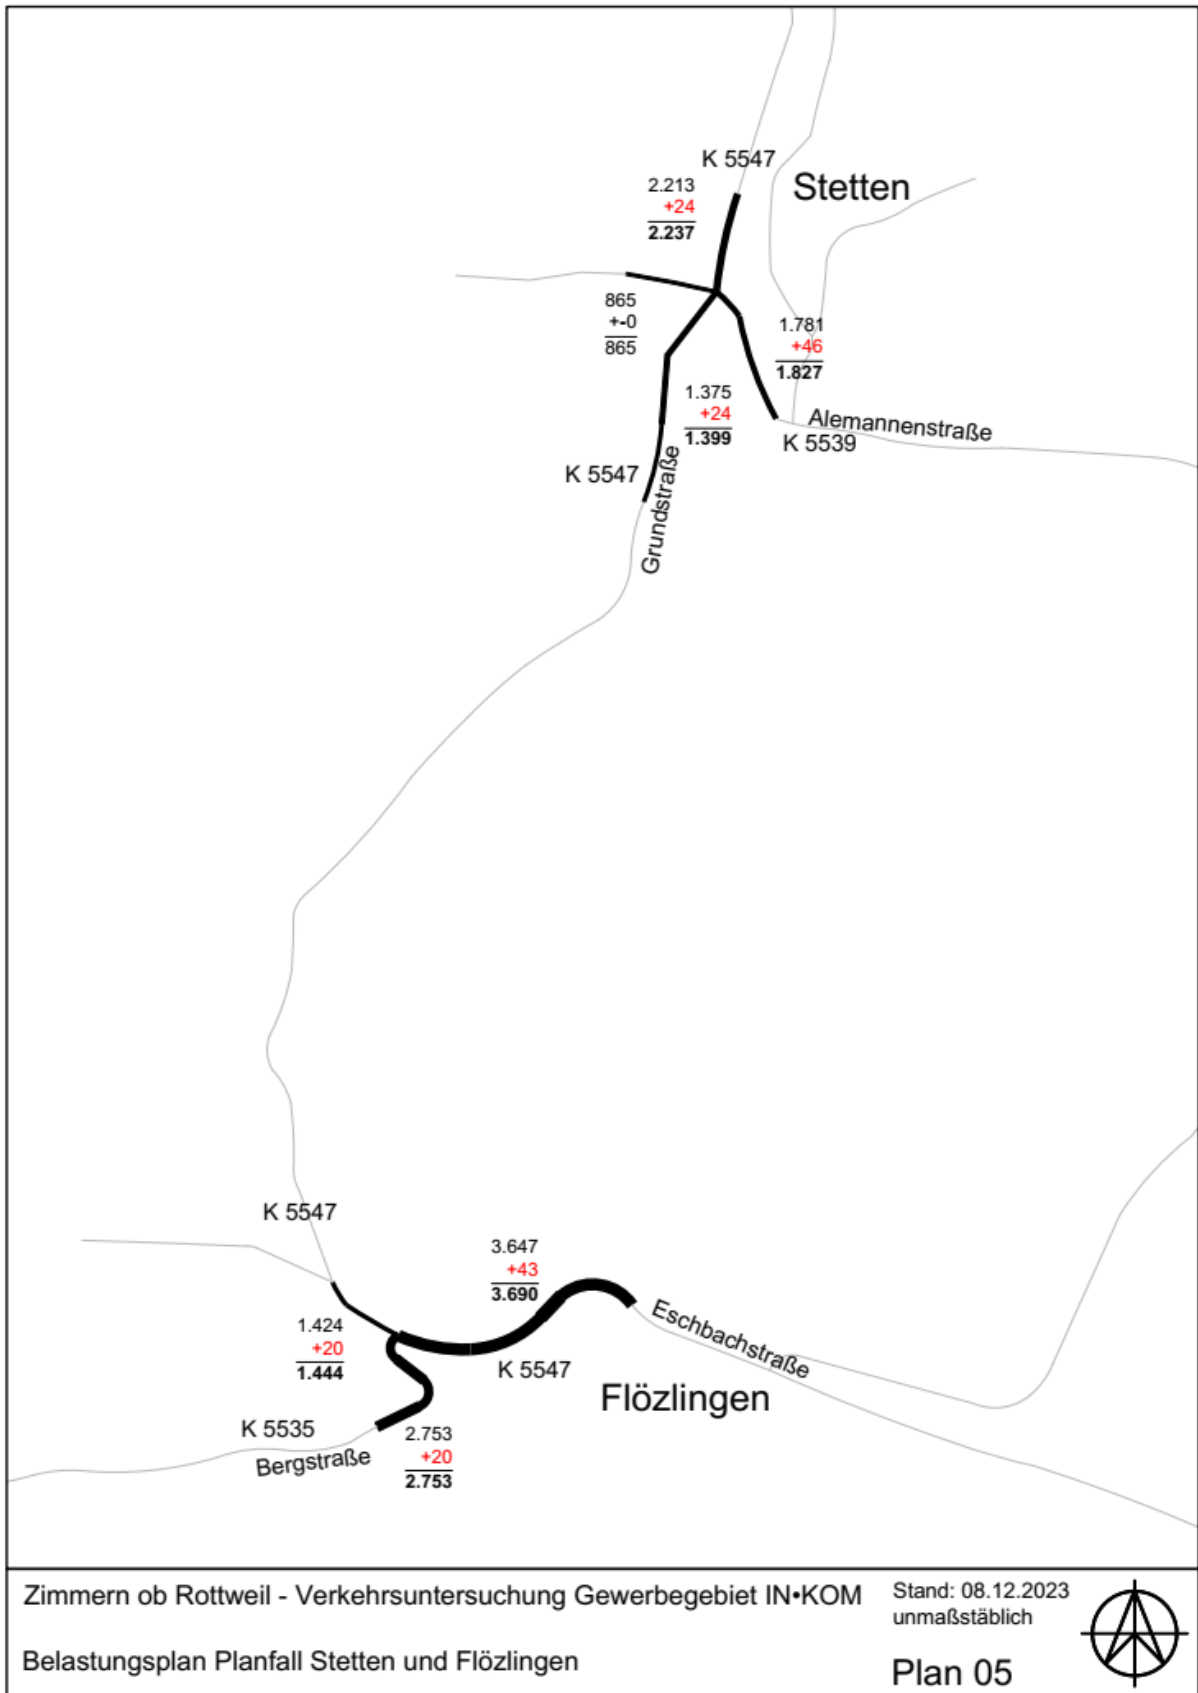 K 5547
Stetten
2.213
+24
2.237
865
+-0
865
1.781
+46
1.827
1.375
+24
1.399
Alemannenstraße
K 5539
K 5547
Grundstraße
K 5547
3.647
+43
3.690
Eschbachstraße
1.424
+20
1.444
K 5547
Flözlingen
K 5535
Bergstraße
2.753
+20
2.753
Zimmern ob Rottweil - Verkehrsuntersuchung Gewerbegebiet IN•KOM
Stand: 08.12.2023
unmaßstäblich
Belastungsplan Planfall Stetten und Flözlingen
Plan 05